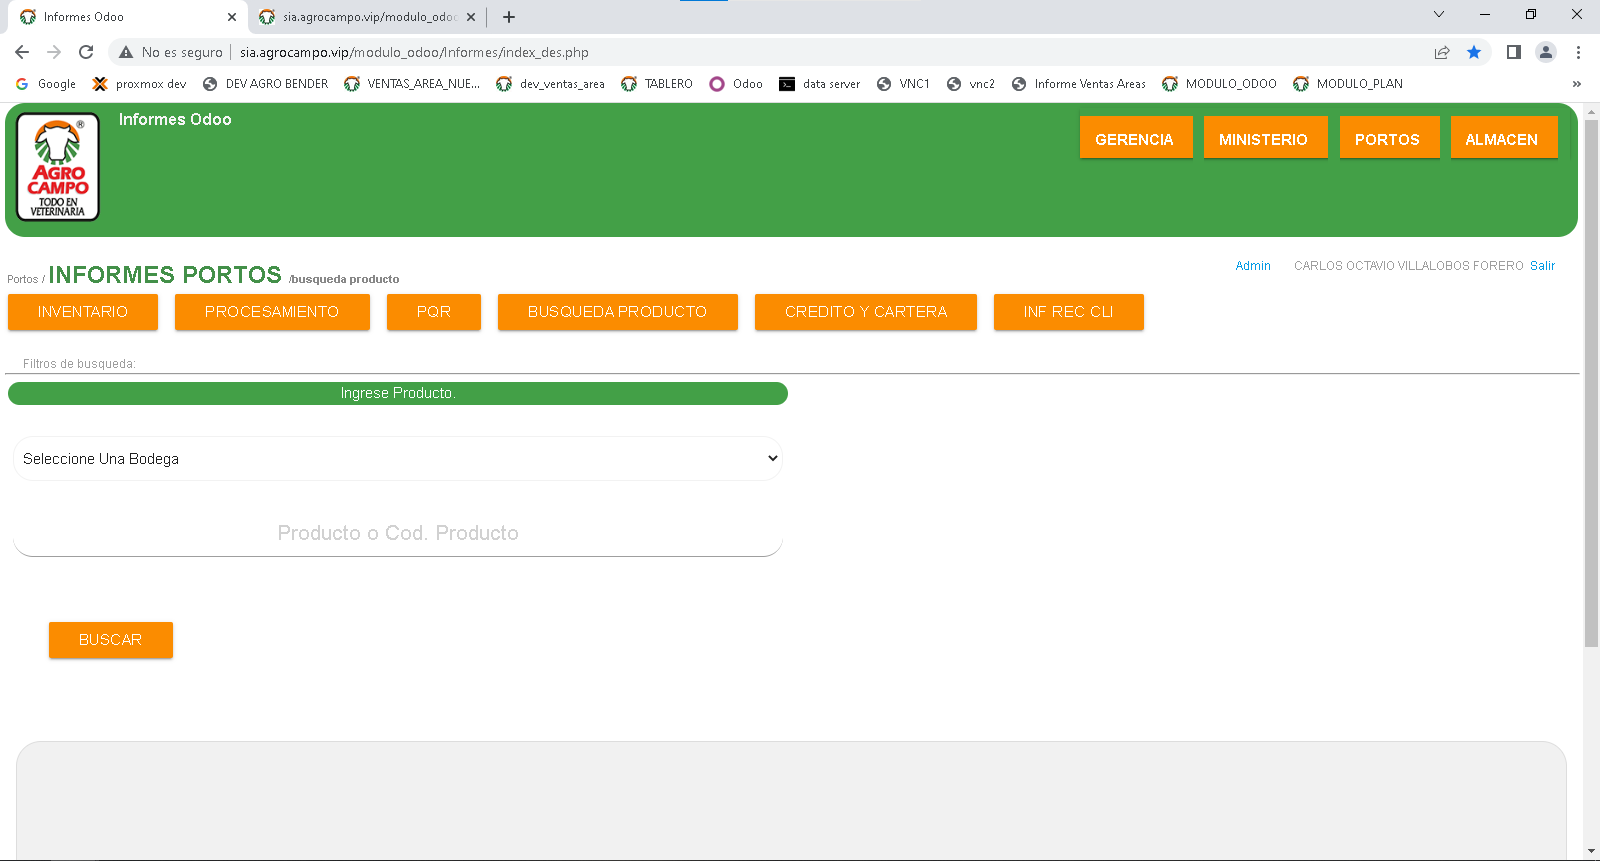 Informes Odoo
sia.agrocampo.vip/modulo_odoo
No es seguro
sia.agrocampo.vip/modulo_odoo/Informes/index_des.php
Google
proxmox dev
DEV AGRO BENDER
VENTAS_AREA_NUE...
dev_ventas_area
TABLERO
Odoo
data server
VNC1
vnc2
Informe Ventas Areas
MODULO_ODOO
MODULO_PLAN
»
AGRO
CAMPO
®
TODO EN
VETERINARIA
Informes Odoo
GERENCIA
MINISTERIO
PORTOS
ALMACEN
Portos / INFORMES PORTOS /busqueda producto
Admin
CARLOS OCTAVIO VILLALOBOS FORERO
Salir
INVENTARIO
PROCESAMIENTO
PQR
BUSQUEDA PRODUCTO
CREDITO Y CARTERA
INF REC CLI
Filtros de busqueda:
Ingrese Producto.
Seleccione Una Bodega
Producto o Cod. Producto
BUSCAR